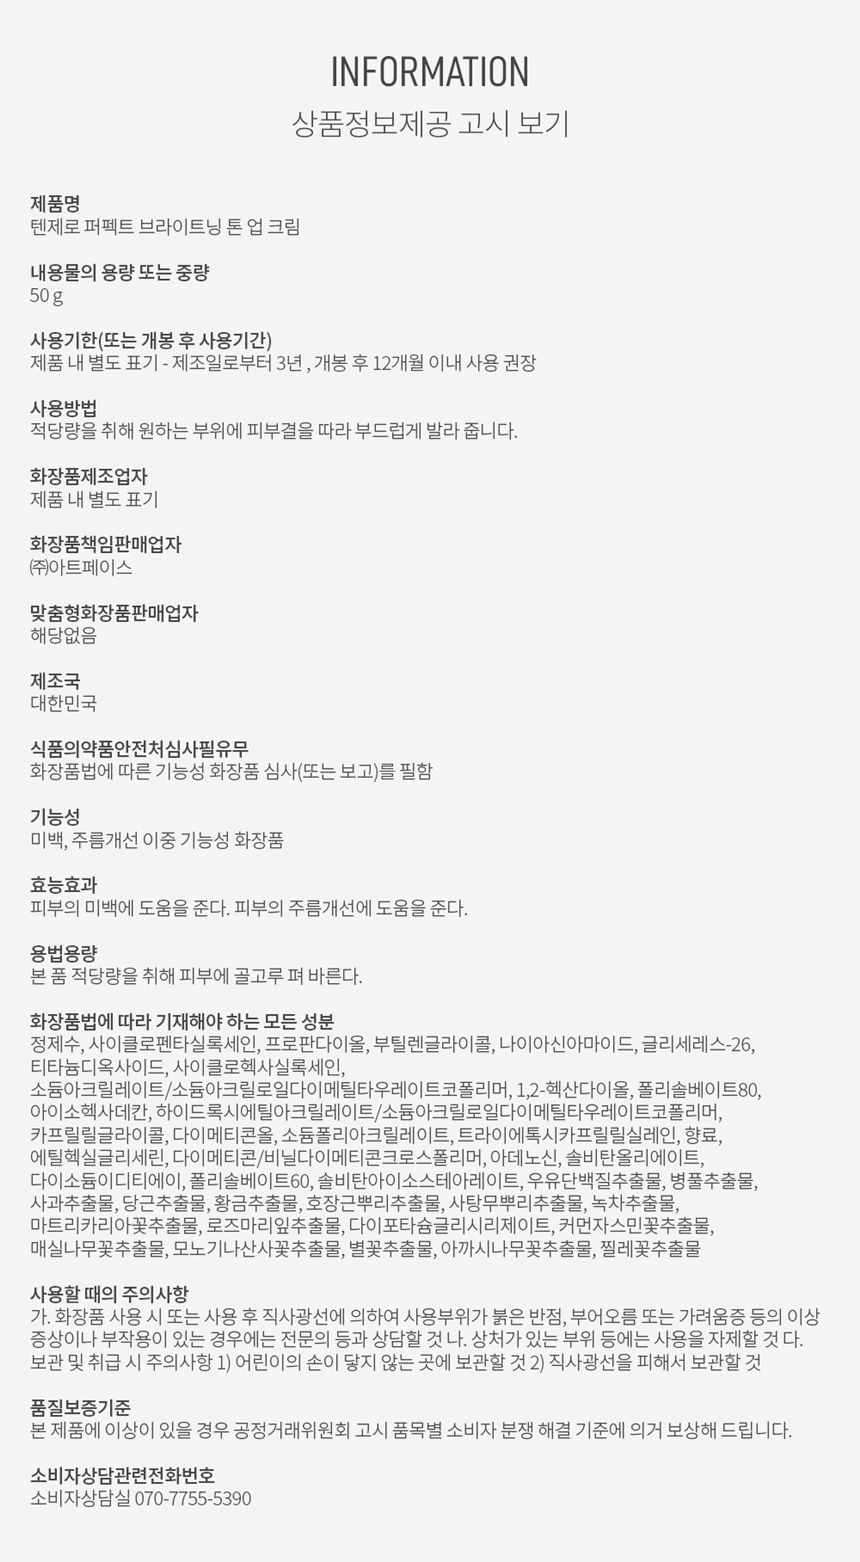 INFORMATION
상품정보제공 고시 보기
제품명
텐제로 퍼펙트 브라이트닝 톤 업 크림
내용물의 용량 또는 중량
50 g
사용기한(또는 개봉 후 사용기간)
제품 내 별도 표기 - 제조일로부터 3년 , 개봉 후 12개월 이내 사용 권장
사용방법
적당량을 취해 원하는 부위에 피부결을 따라 부드럽게 발라 줍니다.
화장품제조업자
제품 내 별도 표기
화장품책임판매업자
㈜아트페이스
맞춤형화장품판매업자
해당없음
제조국
대한민국
식품의약품안전처심사필유무
화장품법에 따른 기능성 화장품 심사(또는 보고)를 필함
기능성
미백, 주름개선 이중 기능성 화장품
효능효과
피부의 미백에 도움을 준다. 피부의 주름개선에 도움을 준다.
용법용량
본 품 적당량을 취해 피부에 골고루 펴 바른다.
화장품법에 따라 기재해야 하는 모든 성분
정제수, 사이클로펜타실록세인, 프로판다이올, 부틸렌글라이콜, 나이아신아마이드, 글리세레스-26,
티타늄디옥사이드, 사이클로헥사실록세인,
소듐아크릴레이트/소듐아크릴로일다이메틸타우레이트코폴리머, 1,2-헥산다이올, 폴리솔베이트80,
아이소헥사데칸, 하이드록시에틸아크릴레이트/소듐아크릴로일다이메틸타우레이트코폴리머,
카프릴릴글라이콜, 다이메티콘올, 소듐폴리아크릴레이트, 트라이에톡시카프릴릴실레인, 향료,
에틸헥실글리세린, 다이메티콘/비닐다이메티콘크로스폴리머, 아데노신, 솔비탄올리에이트,
다이소듐이디티에이, 폴리솔베이트60, 솔비탄아이소스테아레이트, 우유단백질추출물, 병풀추출물,
사과추출물, 당근추출물, 황금추출물, 호장근뿌리추출물, 사탕무뿌리추출물, 녹차추출물,
마트리카리아꽃추출물, 로즈마리잎추출물, 다이포타슘글리시리제이트, 커먼자스민꽃추출물,
매실나무꽃추출물, 모노기나산사꽃추출물, 별꽃추출물, 아까시나무꽃추출물, 찔레꽃추출물
사용할 때의 주의사항
가. 화장품 사용 시 또는 사용 후 직사광선에 의하여 사용부위가 붉은 반점, 부어오름 또는 가려움증 등의 이상
증상이나 부작용이 있는 경우에는 전문의 등과 상담할 것 나. 상처가 있는 부위 등에는 사용을 자제할 것 다.
보관 및 취급 시 주의사항 1) 어린이의 손이 닿지 않는 곳에 보관할 것 2) 직사광선을 피해서 보관할 것
품질보증기준
본 제품에 이상이 있을 경우 공정거래위원회 고시 품목별 소비자 분쟁 해결 기준에 의거 보상해 드립니다.
소비자상담관련전화번호
소비자상담실 070-7755-5390